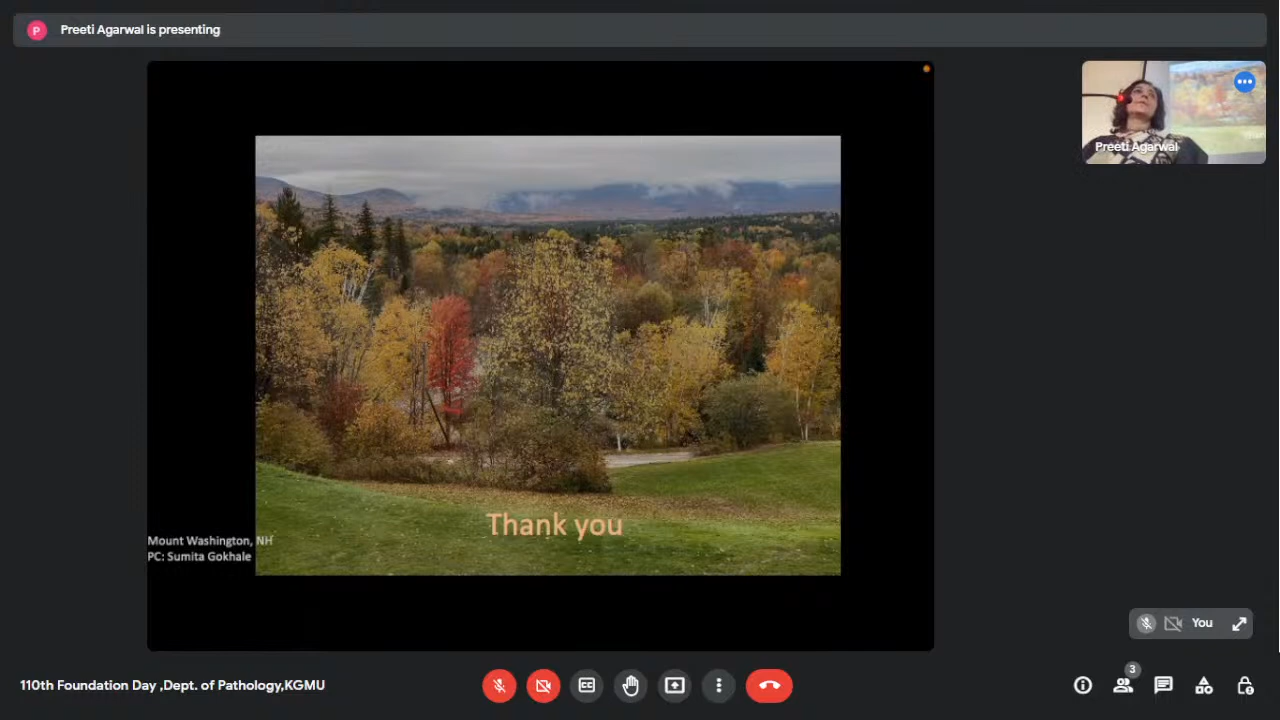 P Preeti Agarwal is presenting
Preeti Agarwal
Thank you
Mount Washington, NH
PC: Sumita Gokhale
You
110th Foundation Day ,Dept. of Pathology,KGMU
3